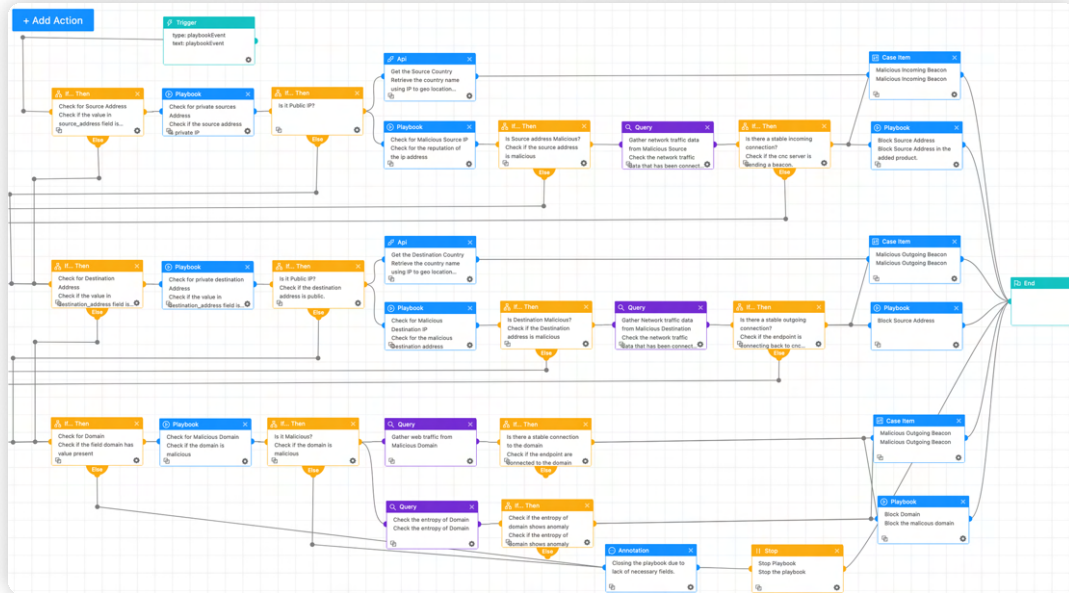 + Add Action
Trigger
type: playbookEvent
text: playbookEvent
If... Then
Check for Source Address
Check if the value in
source_address field is...
Else
Playbook
Check for private sources
Address
Check if the source address
is private IP
If... Then
Is it Public IP?
Else
Api
Get the Source Country
Retrieve the country name
using IP to geo location...
Playbook
Check for Malicious Source IP
Check for the reputation of
the ip address
If... Then
Is Source address Malicious?
Check if the source address
is malicious
Else
Query
Gather network traffic data
from Malicious Source
Check the network traffic
data that has been connect...
If... Then
Is there a stable incoming
connection?
Check if the cnc server is
sending a beacon.
Else
Case Item
Malicious Incoming Beacon
Malicious Incoming Beacon
Playbook
Block Source Address
Block Source Address in the
added product.
If... Then
Check for Destination
Address
Check if the value in
destination_address field is...
Else
Playbook
Check for private destination
Address
Check if the value in
destination_address field is...
If... Then
Is it Public IP?
Check if the destination
address is public.
Else
Api
Get the Destination Country
Retrieve the country name
using IP to geo location...
Playbook
Check for Malicious
Destination IP
Check for the malicious
destination address
If... Then
Is Destination Malicious?
Check if the Destination
address is malicious
Else
Query
Gather Network traffic data
from Malicious Destination
Check the network traffic
data that has been connect...
If... Then
Is there a stable outgoing
connection?
Check if the endpoint is
connecting back to cnc...
Else
Case Item
Malicious Outgoing Beacon
Malicious Outgoing Beacon
Playbook
Block Source Address
End
If... Then
Check for Domain
Check if the field domain has
value present
Else
Playbook
Check for Malicious Domain
Check if the domain is
malicious
If... Then
Is it Malicious?
Check if the domain is
malicious
Else
Query
Gather web traffic from
Malicious Domain
If... Then
Is there a stable connection
to the domain
Check if the endpoint are
connected to the domain
Else
Case Item
Malicious Outgoing Beacon
Malicious Outgoing Beacon
Query
Check the entropy of Domain
Check the entropy of Domain
If... Then
Check if the entropy of
domain shows anomaly
Check if the entropy of
domain shows anomaly
Else
Playbook
Block Domain
Block the malicous domain
Annotation
Closing the playbook due to
lack of necessary fields.
Stop
Stop Playbook
Stop the playbook